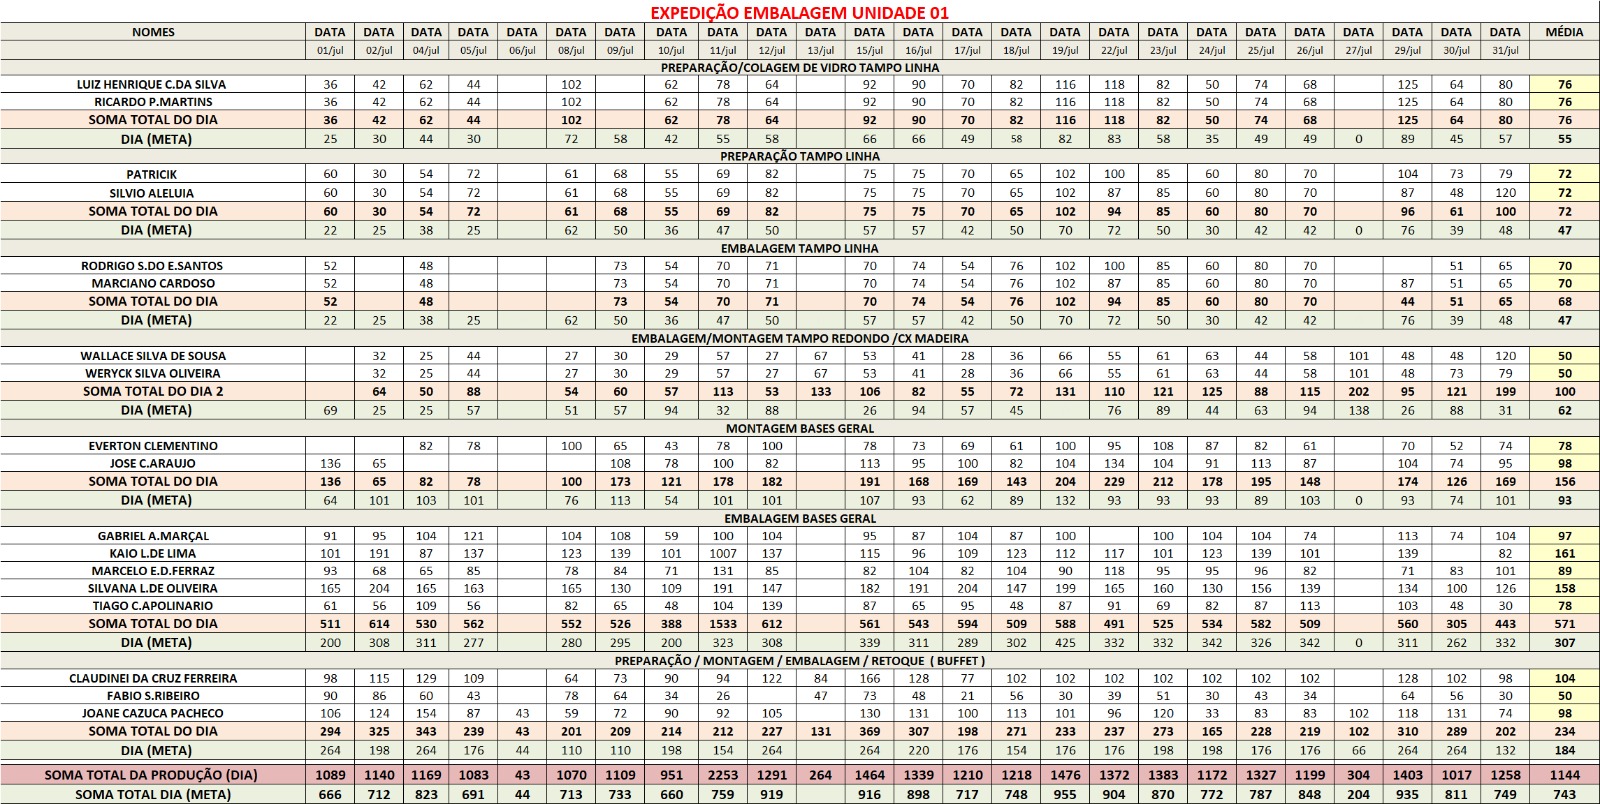 EXPEDIÇÃO EMBALAGEM UNIDADE 01
NOMES DATA DATA DATA DATA DATA DATA DATA DATA DATA DATA DATA DATA DATA DATA DATA DATA DATA DATA DATA DATA DATA DATA DATA DATA DATA MÉDIA
01/jul 02/jul 04/jul 05/jul 06/jul 08/jul 09/jul 10/jul 11/jul 12/jul 13/jul 15/jul 16/jul 17/jul 18/jul 19/jul 22/jul 23/jul 24/jul 25/jul 26/jul 27/jul 29/jul 30/jul 31/jul
PREPARAÇÃO/COLAGEM DE VIDRO TAMPO LINHA
LUIZ HENRIQUE C.DA SILVA 36 42 62 44 102 62 78 64 92 90 70 82 116 118 82 50 74 68 125 64 80 76
RICARDO P.MARTINS 36 42 62 44 102 62 78 64 92 90 70 82 116 118 82 50 74 68 125 64 80 76
SOMA TOTAL DO DIA 36 42 62 44 102 62 78 64 92 90 70 82 116 118 82 50 74 68 125 64 80 76
DIA (META) 25 30 44 30 72 58 42 55 58 66 66 49 58 82 83 58 35 49 49 0 89 45 57 55
PREPARAÇÃO TAMPO LINHA
PATRICIK 60 30 54 72 61 68 55 69 82 75 75 70 65 102 100 85 60 80 70 104 73 79 72
SILVIO ALELUIA 60 30 54 72 61 68 55 69 82 75 75 70 65 102 87 85 60 80 70 87 48 120 72
SOMA TOTAL DO DIA 60 30 54 72 61 68 55 69 82 75 75 70 65 102 94 85 60 80 70 96 61 100 72
DIA (META) 22 25 38 25 62 50 36 47 50 57 57 42 50 70 72 50 30 42 42 0 76 39 48 47
EMBALAGEM TAMPO LINHA
RODRIGO S.DO E.SANTOS 52 48 73 54 70 71 70 74 54 76 102 100 85 60 80 70 51 65 70
MARCIANO CARDOSO 52 48 73 54 70 71 70 74 54 76 102 87 85 60 80 70 87 51 65 70
SOMA TOTAL DO DIA 52 48 73 54 70 71 70 74 54 76 102 94 85 60 80 70 44 51 65 68
DIA (META) 22 25 38 25 62 50 36 47 50 57 57 42 50 70 72 50 30 42 42 76 39 48 47
EMBALAGEM/MONTAGEM TAMPO REDONDO /CX MADEIRA
WALLACE SILVA DE SOUSA 32 25 44 27 30 29 57 27 67 53 41 28 36 66 55 61 63 44 58 101 48 48 120 50
WERYCK SILVA OLIVEIRA 32 25 44 27 30 29 57 27 67 53 41 28 36 66 55 61 63 44 58 101 48 73 79 50
SOMA TOTAL DO DIA 2 64 50 88 54 60 57 113 53 133 106 82 55 72 131 110 121 125 88 115 202 95 121 199 100
DIA (META) 69 25 25 57 51 57 94 32 88 26 94 57 45 76 89 44 63 94 138 26 88 31 62
MONTAGEM BASES GERAL
EVERTON CLEMENTINO 82 78 100 65 43 78 100 78 73 69 61 100 95 108 87 82 61 70 52 74 78
JOSE C.ARAUJO 136 65 108 78 100 82 113 95 100 82 104 134 104 91 113 87 104 74 95 98
SOMA TOTAL DO DIA 136 65 82 78 100 173 121 178 182 191 168 169 143 204 229 212 178 195 148 174 126 169 156
DIA (META) 64 101 103 101 76 113 54 101 101 107 93 62 89 132 93 93 93 89 103 0 93 74 101 93
EMBALAGEM BASES GERAL
GABRIEL A.MARÇAL 91 95 104 121 104 108 59 100 104 95 87 104 87 100 100 104 104 74 113 74 104 97
KAIO L.DE LIMA 101 191 87 137 123 139 101 1007 137 115 96 109 123 112 117 101 123 139 101 139 82 161
MARCELO E.D.FERRAZ 93 68 65 85 78 84 71 131 85 82 104 82 104 90 118 95 95 96 82 71 83 101 89
SILVANA L.DE OLIVEIRA 165 204 165 163 165 130 109 191 147 182 191 204 147 199 165 160 130 156 139 134 100 126 158
TIAGO C.APOLINARIO 61 56 109 56 82 65 48 104 139 87 65 95 48 87 91 69 82 87 113 103 48 30 78
SOMA TOTAL DO DIA 511 614 530 562 552 526 388 1533 612 561 543 594 509 588 491 525 534 582 509 560 305 443 571
DIA (META) 200 308 311 277 280 295 200 323 308 339 311 289 302 425 332 332 342 326 342 0 311 262 332 307
PREPARAÇÃO / MONTAGEM / EMBALAGEM / RETOQUE ( BUFFET )
CLAUDINEI DA CRUZ FERREIRA 98 115 129 109 64 73 90 94 122 84 166 128 77 102 102 102 102 102 102 102 128 102 98 104
FABIO S.RIBEIRO 90 86 60 43 78 64 34 26 47 73 48 21 56 30 39 51 30 43 34 64 56 30 50
JOANE CAZUCA PACHECO 106 124 154 87 43 59 72 90 92 105 130 131 100 113 101 96 120 33 83 83 102 118 131 74 98
SOMA TOTAL DO DIA 294 325 343 239 43 201 209 214 212 227 131 369 307 198 271 233 237 273 165 228 219 102 310 289 202 234
DIA (META) 264 198 264 176 44 110 110 198 154 264 264 220 176 154 176 176 176 198 176 176 66 264 264 132 184
SOMA TOTAL DA PRODUÇÃO (DIA) 1089 1140 1169 1083 43 1070 1109 951 2253 1291 264 1464 1339 1210 1218 1476 1372 1383 1172 1327 1199 304 1403 1017 1258 1144
SOMA TOTAL DIA (META) 666 712 823 691 44 713 733 660 759 919 916 898 717 748 955 904 870 772 787 848 204 935 811 749 743